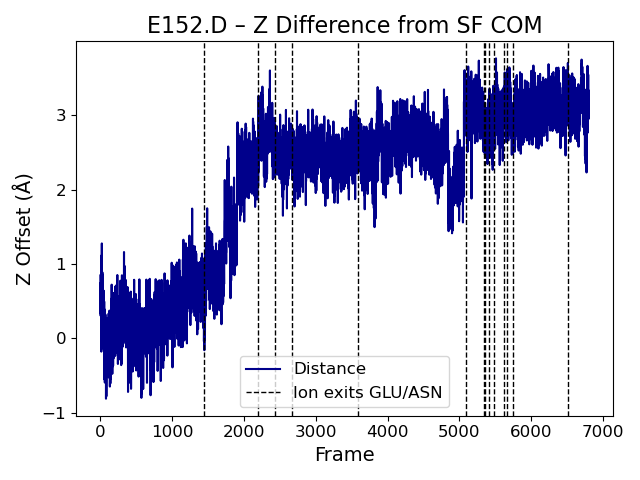 E152.D – Z Difference from SF COM
Z Offset (Å)
3
2
1
0
−1
Distance
Ion exits GLU/ASN
0 1000 2000 3000 4000 5000 6000 7000
Frame